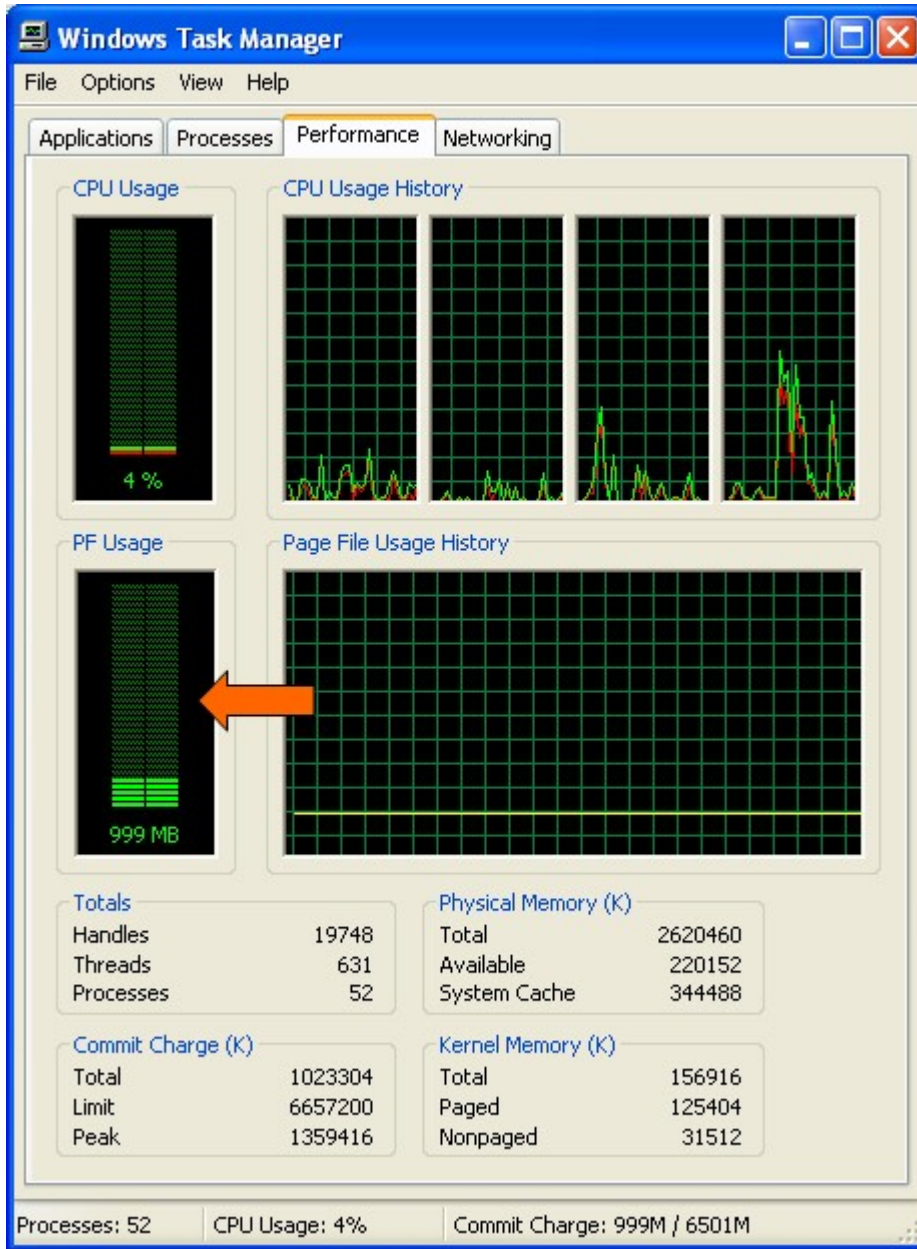 Windows Task Manager
File Options View Help
Applications Processes Performance Networking
CPU Usage
CPU Usage History
4 %
PF Usage
Page File Usage History
999 MB
Totals
Handles 19748
Threads 631
Processes 52
Physical Memory (K)
Total 2620460
Available 220152
System Cache 344488
Commit Charge (K)
Total 1023304
Limit 6657200
Peak 1359416
Kernel Memory (K)
Total 156916
Paged 125404
Nonpaged 31512
Processes: 52 CPU Usage: 4% Commit Charge: 999M / 6501M